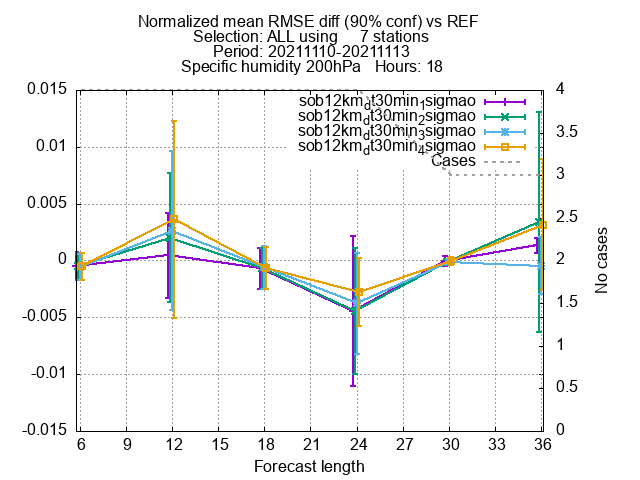 Normalized mean RMSE diff (90% conf) vs REF
Selection: ALL using 7 stations
Period: 20211110-20211113
Specific humidity 200hPa Hours: 18
sob12km_dt30min_1sigmao
sob12km_dt30min_2sigmao
sob12km_dt30min_3sigmao
sob12km_dt30min_4sigmao
Cases
0.015
0.01
0.005
0
-0.005
-0.01
-0.015
4
3.5
3
2.5
2
1.5
1
0.5
0
No cases
6 9 12 15 18 21 24 27 30 33 36
Forecast length